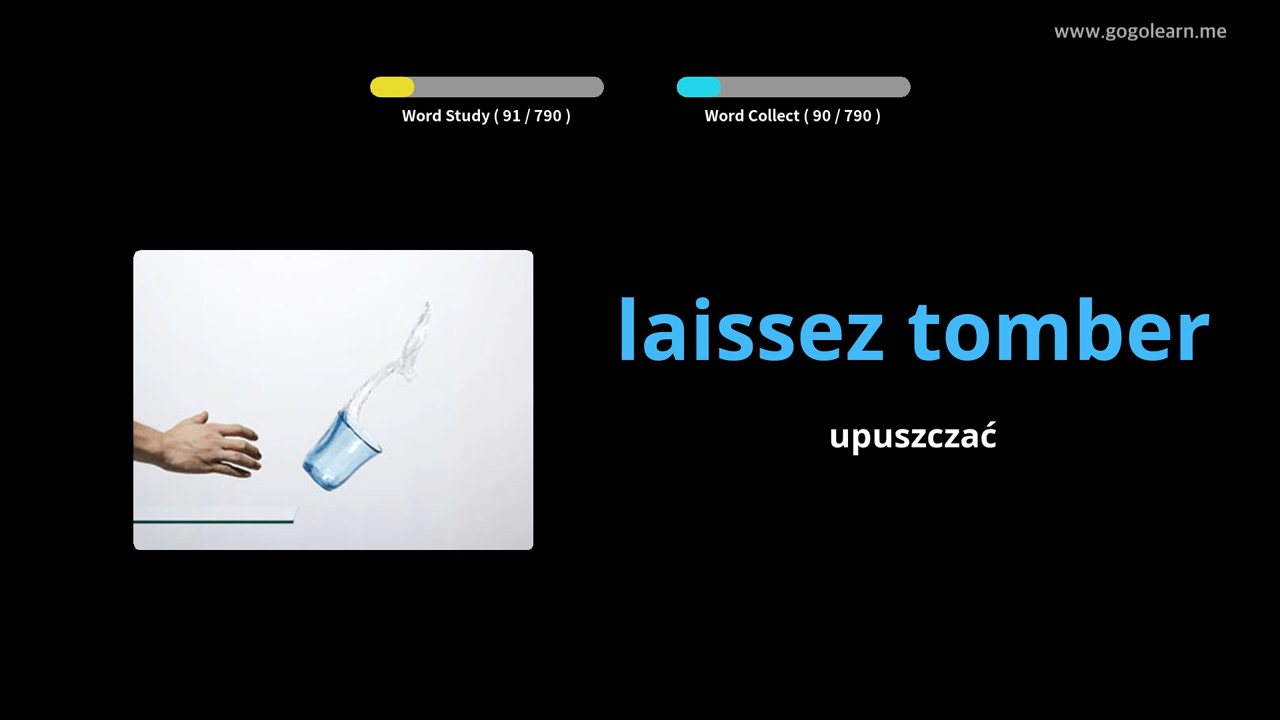 www.gogolearn.me
Word Study ( 91 / 790 )
Word Collect ( 90 / 790 )
laissez tomber
upuszczać